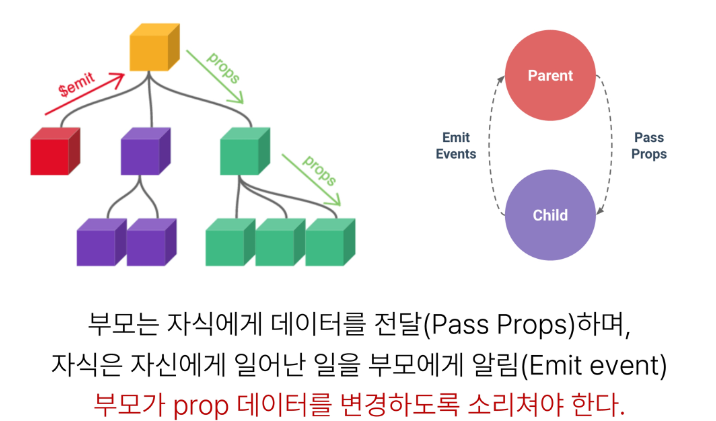 $emit
props
props
Parent
Emit
Events
Pass
Props
Child
부모는 자식에게 데이터를 전달(Pass Props)하며,
자식은 자신에게 일어난 일을 부모에게 알림(Emit event)
부모가 prop 데이터를 변경하도록 소리쳐야 한다.